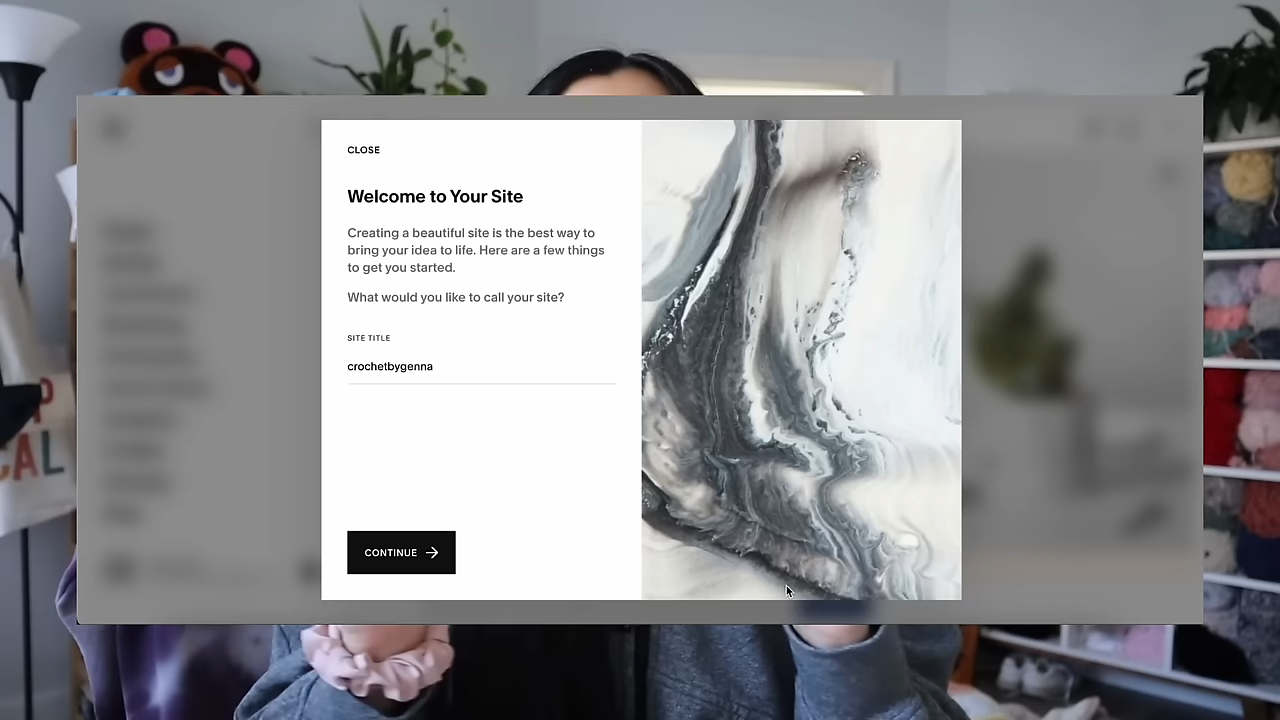 CLOSE
Welcome to Your Site
Creating a beautiful site is the best way to
bring your idea to life. Here are a few things
to get you started.
What would you like to call your site?
SITE TITLE
crochetbygenna
CONTINUE
P
CAL